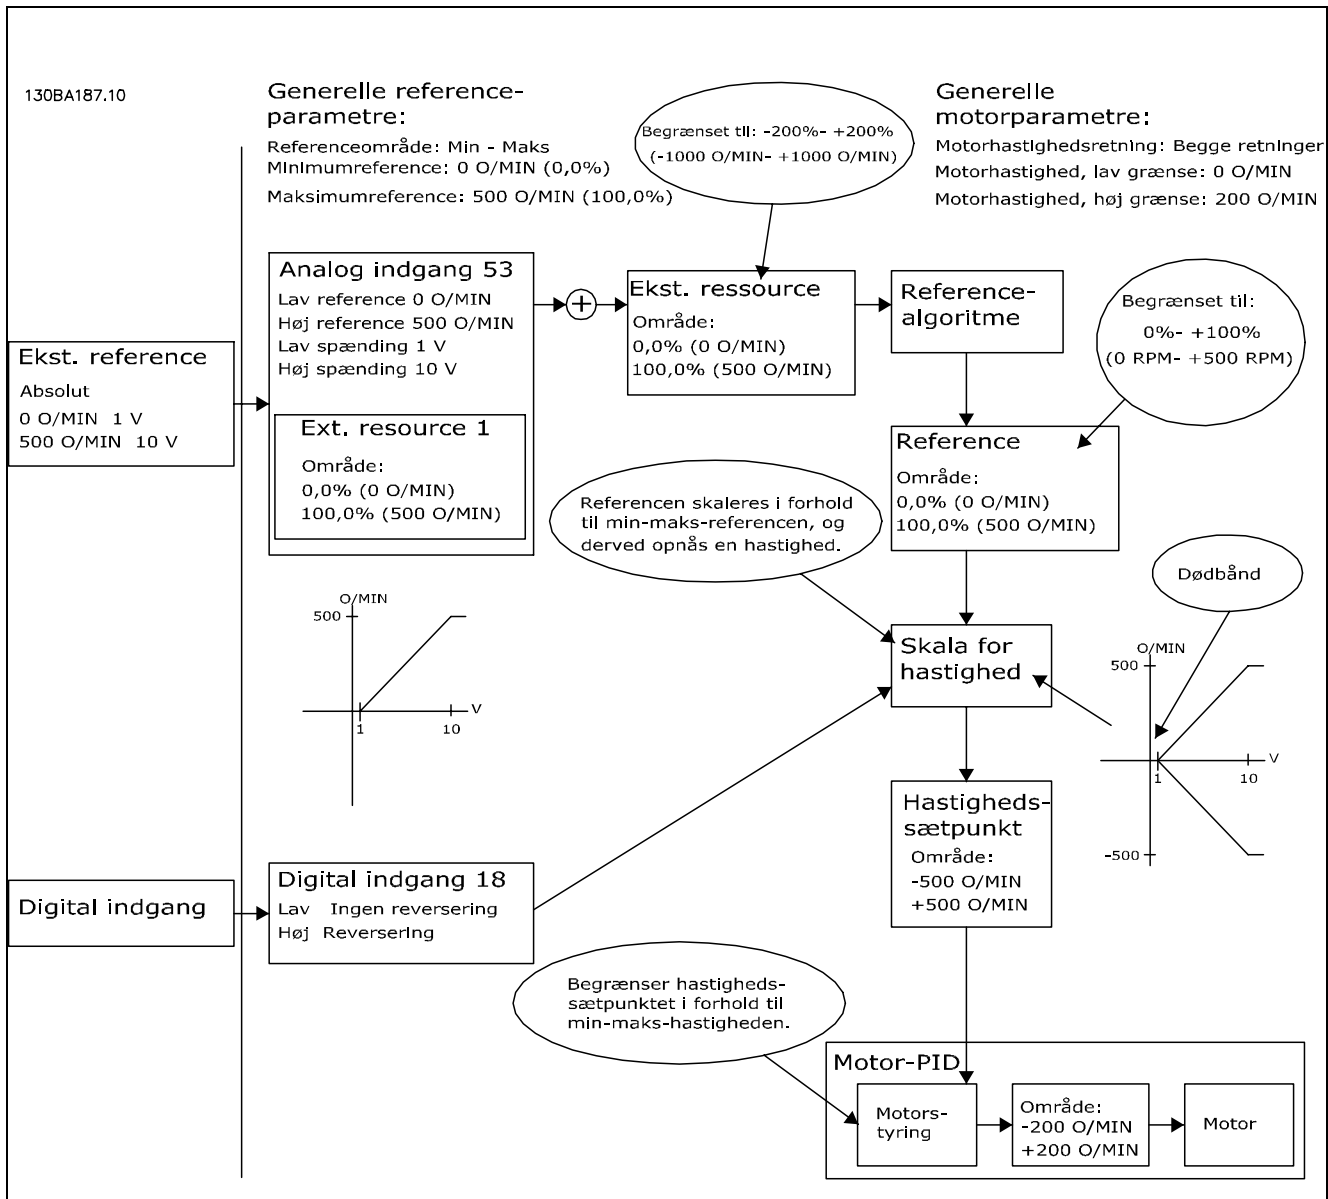 130BA187.10
Generelle reference-
parametre:
Referenceområde: Min - Maks
Minimumreference: 0 O/MIN (0,0%)
Maksimumreference: 500 O/MIN (100,0%)
Begrænset til: -200%- +200%
(-1000 O/MIN- +1000 O/MIN)
Generelle
motorparametre:
Motorhastighedsretning: Begge retninger
Motorhastighed, lav grænse: 0 O/MIN
Motorhastighed, høj grænse: 200 O/MIN
Ekst. reference
Absolut
0 O/MIN 1 V
500 O/MIN 10 V
Analog indgang 53
Lav reference 0 O/MIN
Høj reference 500 O/MIN
Lav spænding 1 V
Høj spænding 10 V
Ext. resource 1
Område:
0,0% (0 O/MIN)
100,0% (500 O/MIN)
+
Ekst. ressource
Område:
0,0% (0 O/MIN)
100,0% (500 O/MIN)
Reference-
algoritme
Begrænset til:
0%- +100%
(0 RPM- +500 RPM)
Reference
Område:
0,0% (0 O/MIN)
100,0% (500 O/MIN)
Referencen skaleres i forhold
til min-maks-referencen, og
derved opnås en hastighed.
Dødbånd
O/MIN
500
V
1
10
Skala for
hastighed
O/MIN
500
V
1
10
-500
Hastigheds-
sætpunkt
Område:
-500 O/MIN
+500 O/MIN
Digital indgang
Digital indgang 18
Lav Ingen reversering
Høj Reversering
Begrænser hastigheds-
sætpunktet i forhold til
min-maks-hastigheden.
Motor-PID
Motors-
tyring
Område:
-200 O/MIN
+200 O/MIN
Motor